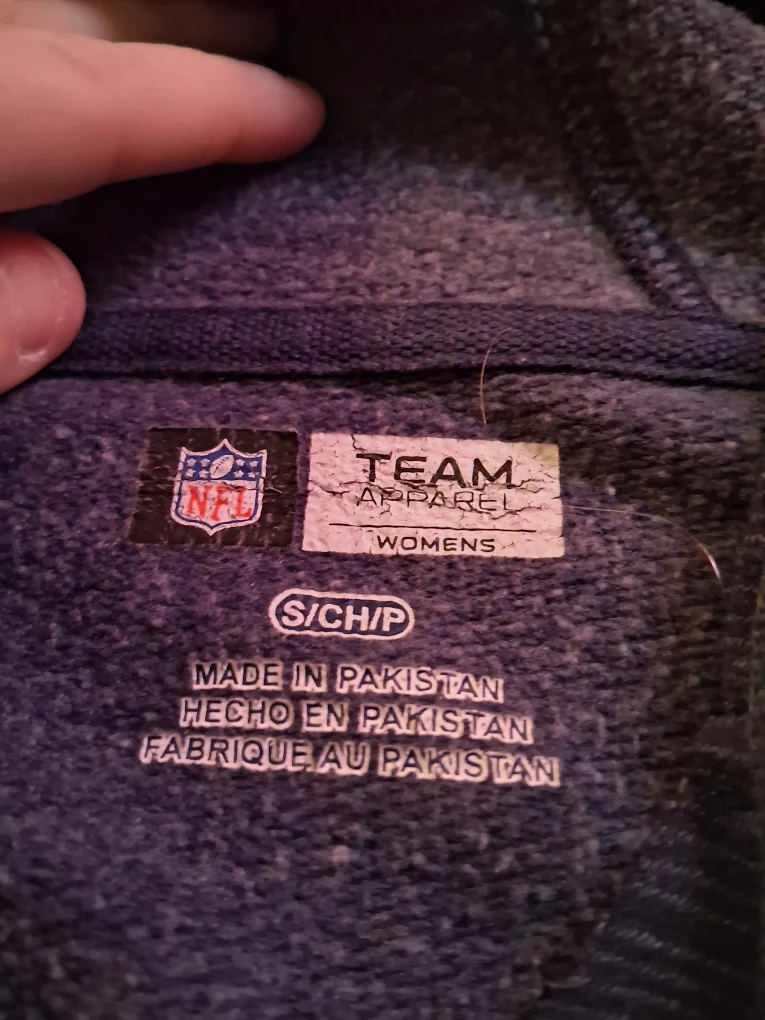 NFL
TEAM
APPAREL
WOMENS
S/CH/P
MADE IN PAKISTAN
HECHO EN PAKISTAN
FABRIQUE AU PAKISTAN